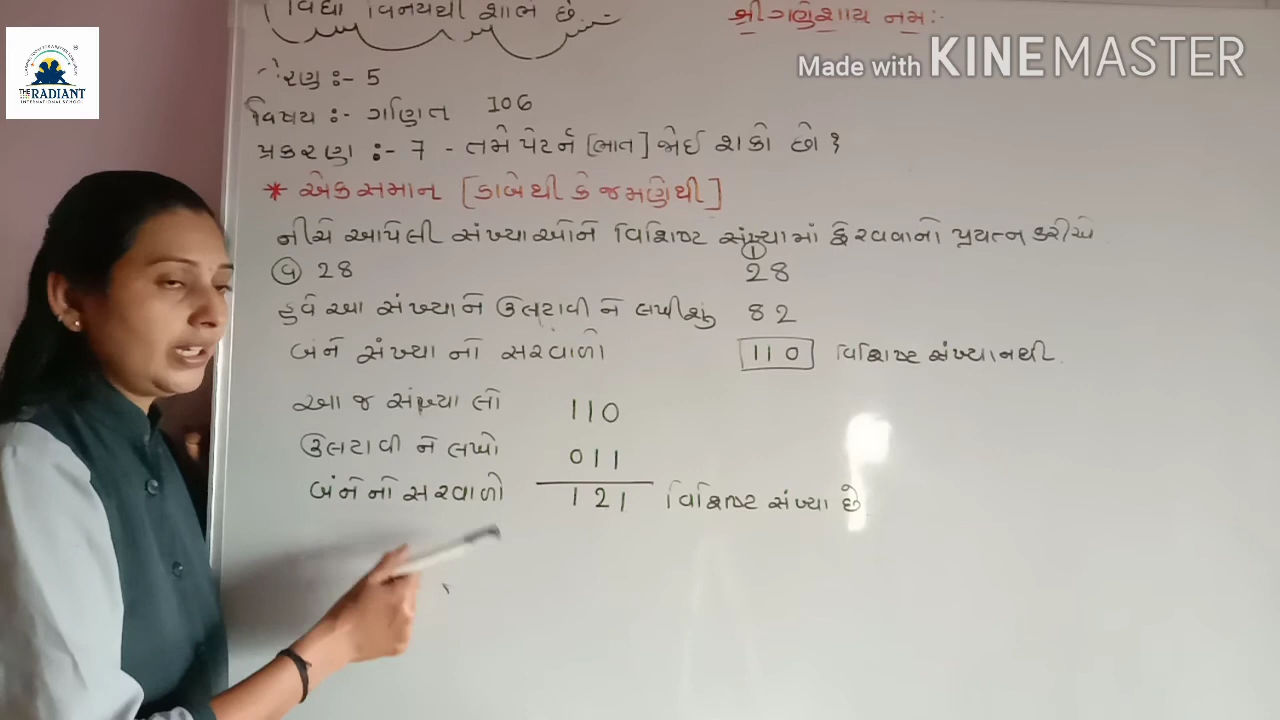 વિદ્યા વિનયથી શોભે છે.
શ્રી ગણેશાય નમઃ
Made with KINEMASTER
THE RADIANT
INTERNATIONAL SCHOOL
ધોરણ :- 5
વિષય :- ગણિત 106
પ્રકરણ :- 7 - તમે પેટર્ન [ભાત] જોઈ શકો છો ?
* એકસમાન [ડાબેથી કે જમણેથી]
નીચે આપેલી સંખ્યાઓને વિશિષ્ટ સંખ્યામાં ફેરવવાનો પ્રયત્ન કરીએ
28 28
હવે આ સંખ્યાને ઉલટાવીને લખીશું 82
બંને સંખ્યાનો સરવાળો 110 વિશિષ્ટ સંખ્યા નથી.
આ જ સંખ્યા લો 110
ઉલટાવીને લખો 011
બંનેનો સરવાળો 121 વિશિષ્ટ સંખ્યા છે